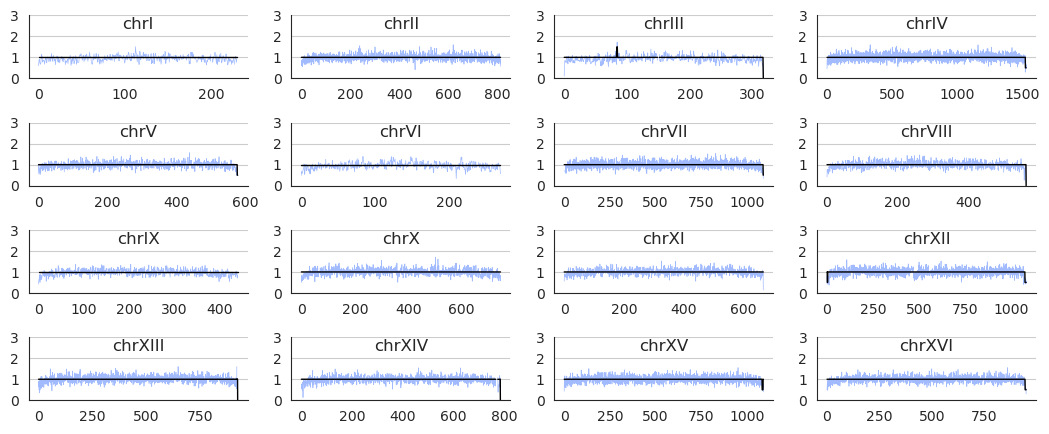 chrI chrII chrIII chrIV
3 3 3 3
2 2 2 2
1 1 1 1
0 0 0 0
0 100 200 0 200 400 600 800 0 100 200 300 0 500 1000 1500
chrV chrVI chrVII chrVIII
3 3 3 3
2 2 2 2
1 1 1 1
0 0 0 0
0 200 400 600 0 100 200 0 250 500 750 1000 0 200 400
chrIX chrX chrXI chrXII
3 3 3 3
2 2 2 2
1 1 1 1
0 0 0 0
0 100 200 300 400 0 200 400 600 0 200 400 600 0 250 500 750 1000
chrXIII chrXIV chrXV chrXVI
3 3 3 3
2 2 2 2
1 1 1 1
0 0 0 0
0 250 500 750 0 200 400 600 800 0 250 500 750 1000 0 250 500 750